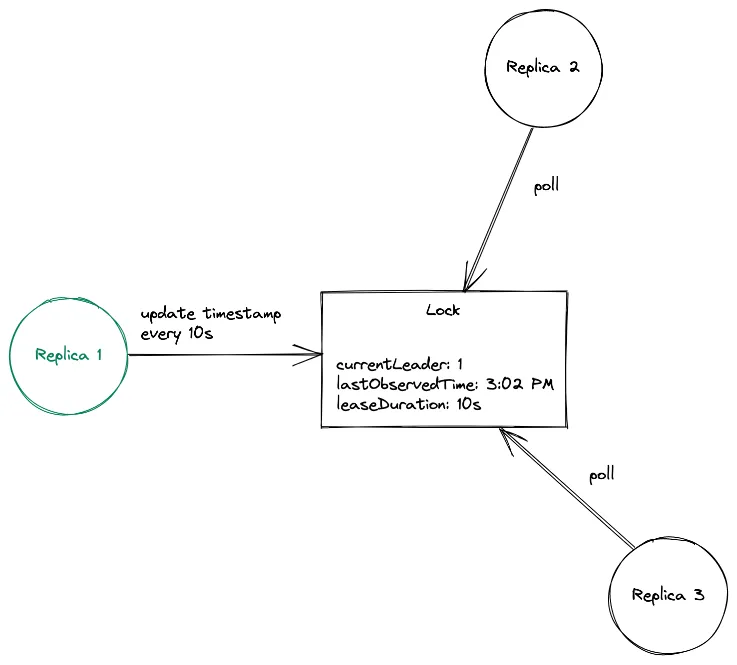 Replica 2
poll
update timestamp
every 10s
Lock
Replica 1
currentLeader: 1
lastObservedTime: 3:02 PM
leaseDuration: 10s
poll
Replica 3